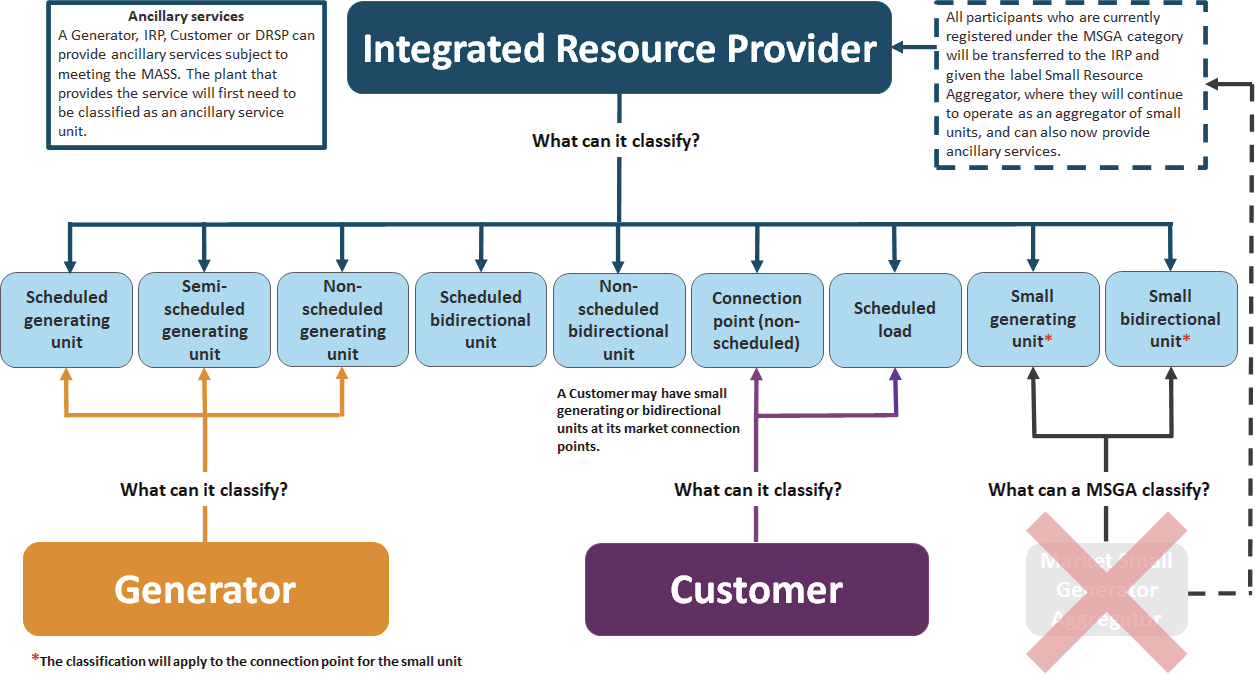 Ancillary services
A Generator, IRP, Customer or DRSP can
provide ancillary services subject to
meeting the MASS. The plant that
provides the service will first need to
be classified as an ancillary service
unit.
Integrated Resource Provider
All participants who are currently
registered under the MSGA category
will be transferred to the IRP and
given the label Small Resource
Aggregator, where they will continue
to operate as an aggregator of small
units, and can also now provide
ancillary services.
What can it classify?
Scheduled
generating
unit
Semi-
scheduled
generating
unit
Non-
scheduled
generating
unit
Scheduled
bidirectional
unit
Non-
scheduled
bidirectional
unit
Connection
point (non-
scheduled)
Scheduled
load
Small
generating
unit*
Small
bidirectional
unit*
A Customer may have small
generating or bidirectional
units at its market connection
points.
What can it classify?
What can it classify?
What can a MSGA classify?
Generator
Customer
Market Small
Generator
Aggregator
*The classification will apply to the connection point for the small unit